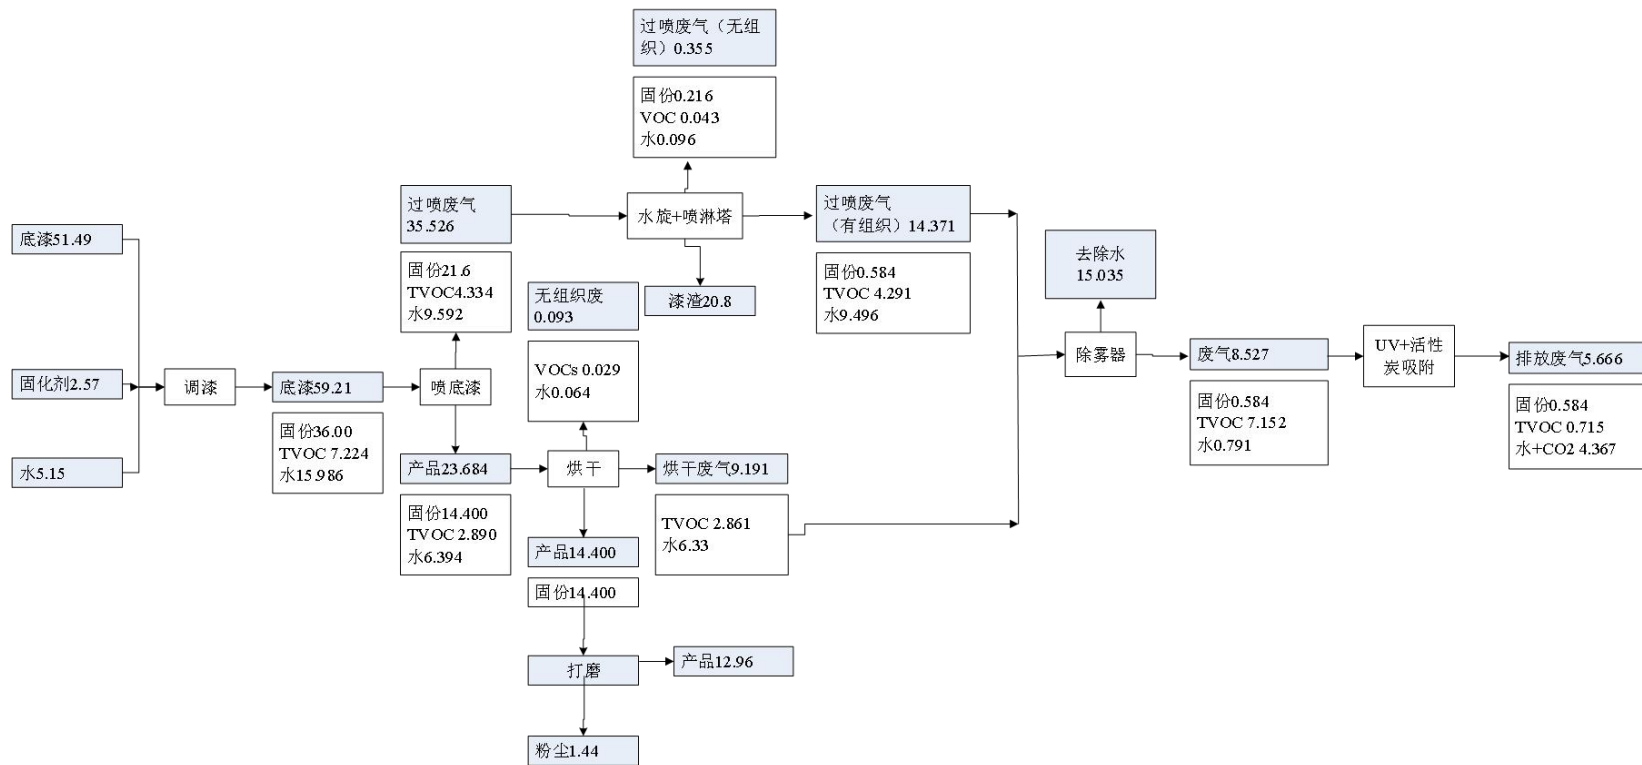 过喷废气（无组
织）0.355
固份0.216
VOC 0.043
水0.096
过喷废气
35.526
水旋+喷淋塔
过喷废气
（有组织）14.371
底漆51.49
去除水
15.035
固份21.6
TVOC4.334
水9.592
无组织废
0.093
漆渣20.8
固份0.584
TVOC 4.291
水9.496
固化剂2.57
调漆
底漆59.21
喷底漆
VOCs 0.029
水0.064
除雾器
废气8.527
UV+活性
炭吸附
排放废气5.666
固份36.00
TVOC 7.224
水15.986
固份0.584
TVOC 7.152
水0.791
固份0.584
TVOC 0.715
水+CO2 4.367
水5.15
产品23.684
烘干
烘干废气9.191
固份14.400
TVOC 2.890
水6.394
TVOC 2.861
水6.33
产品14.400
固份14.400
打磨
产品12.96
粉尘1.44